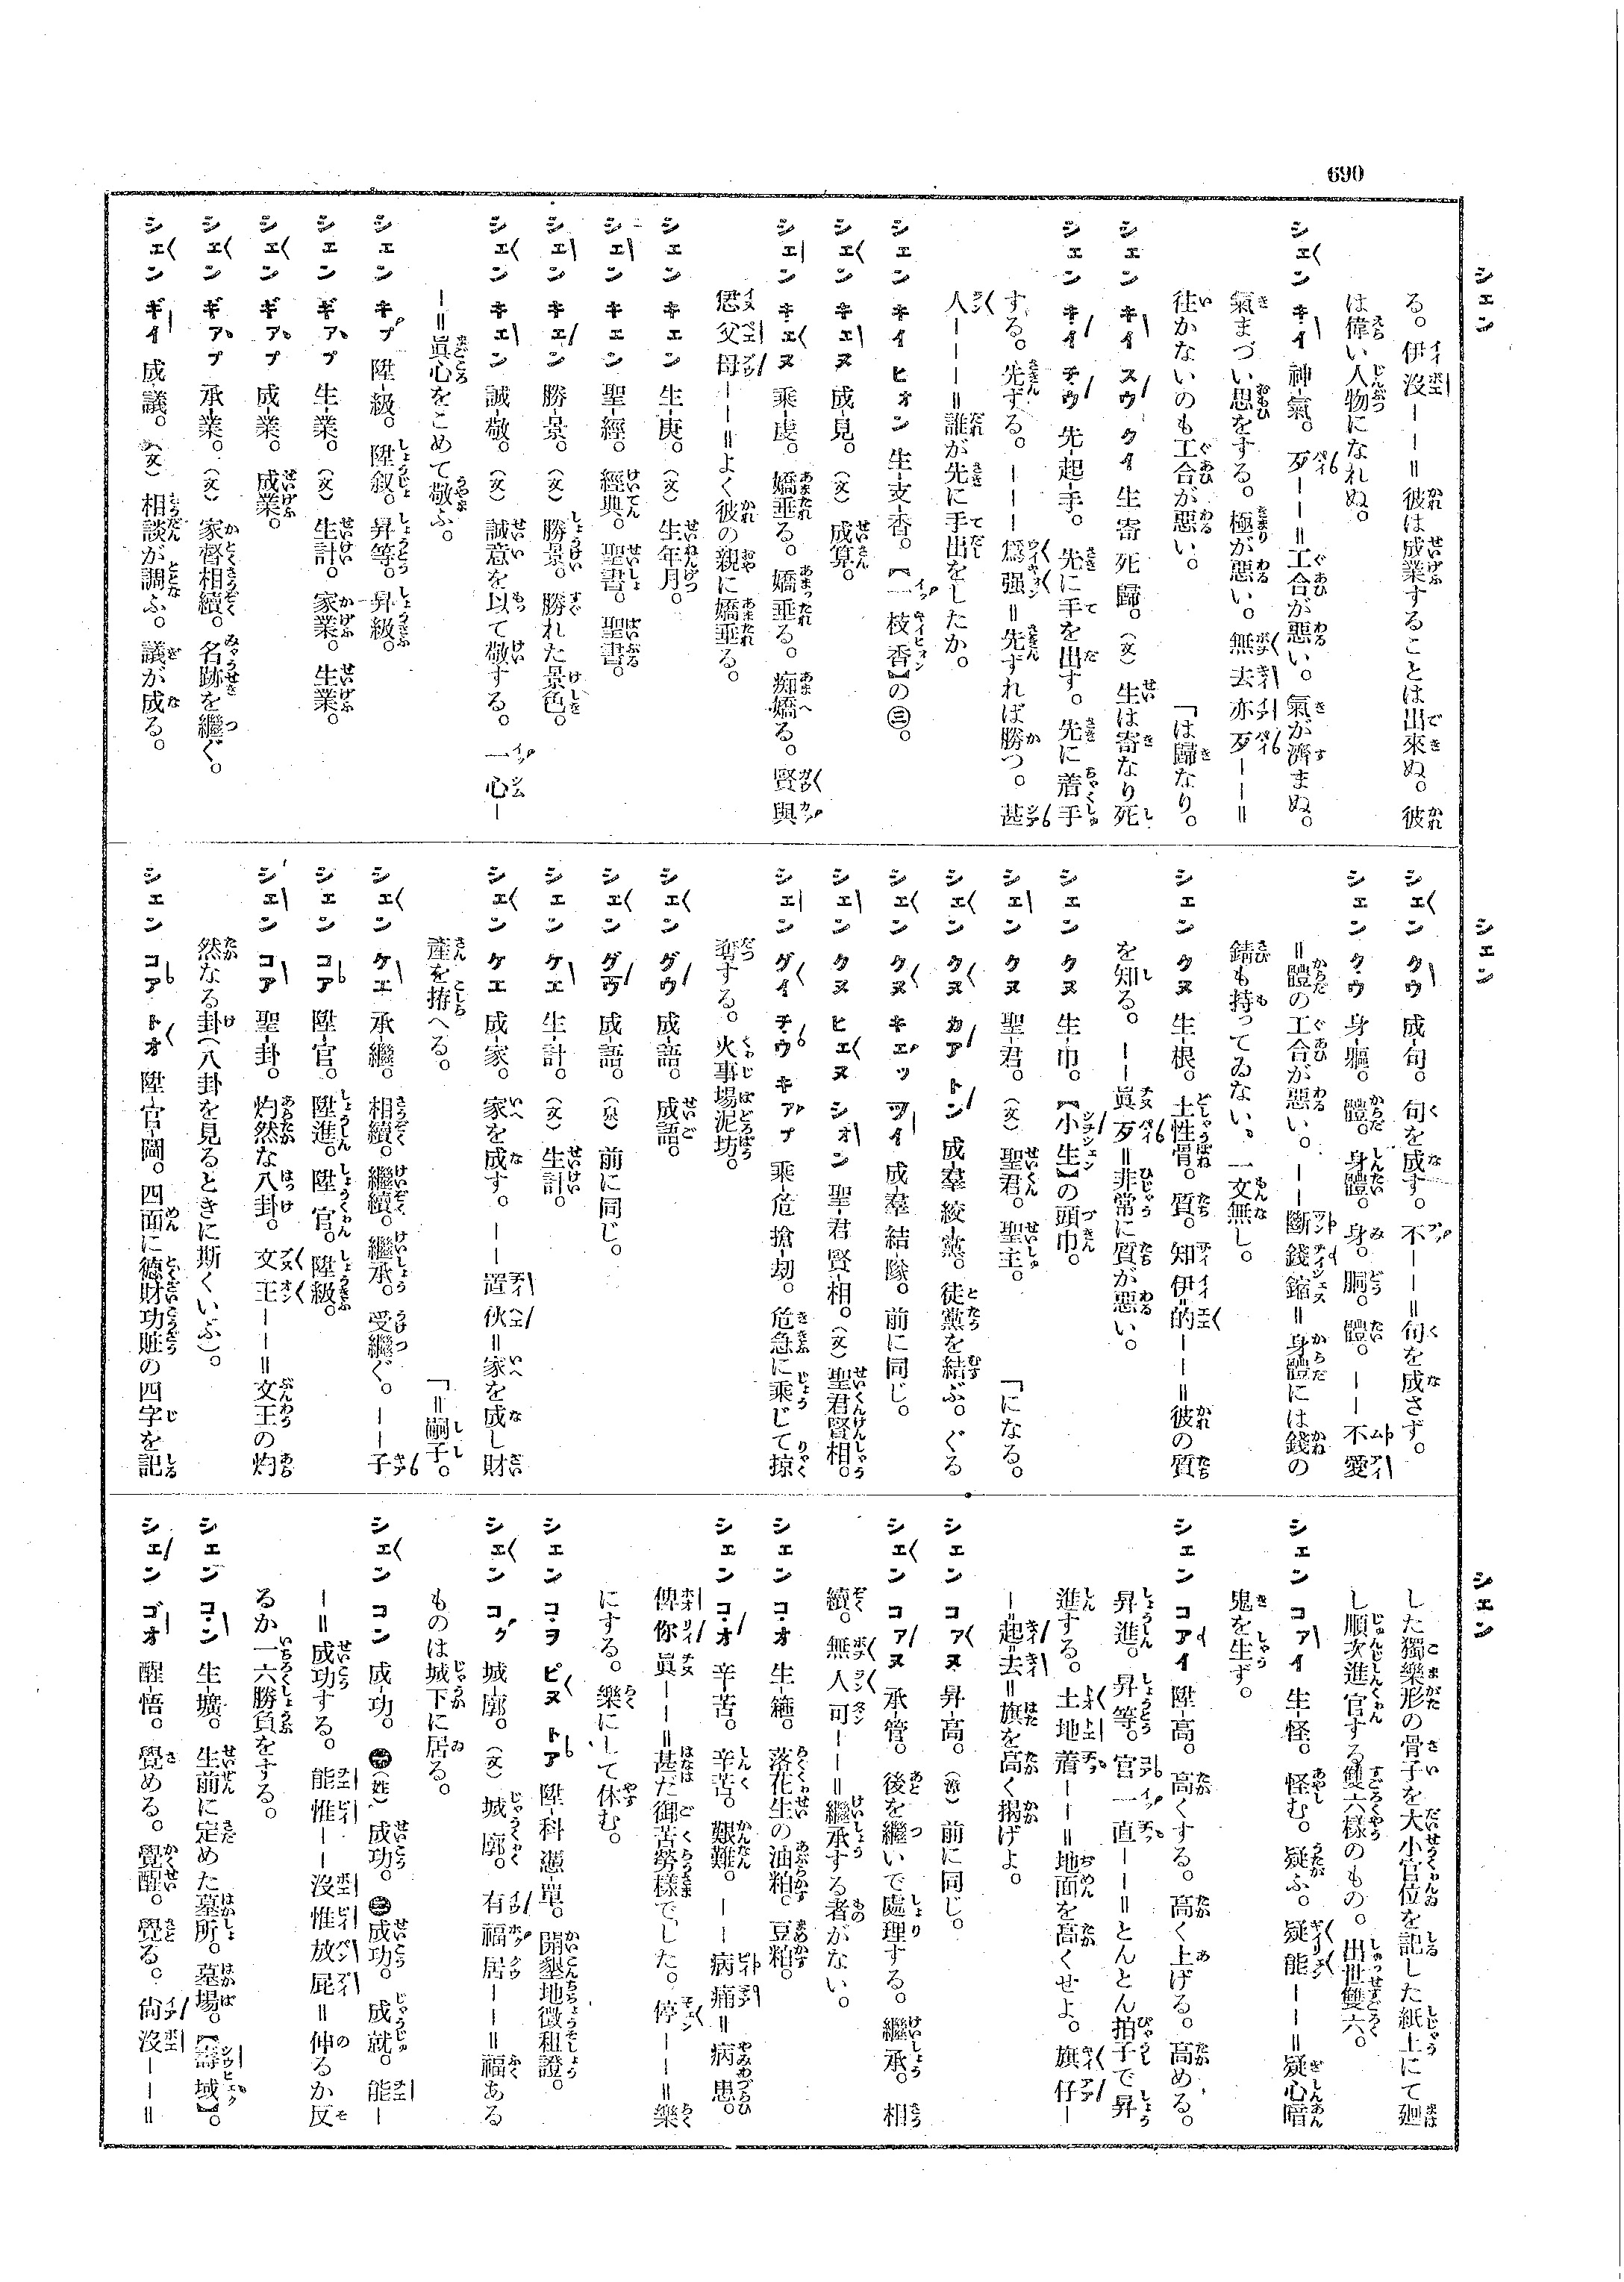 690
シエン
る。伊沒ーー＝彼は成業することは出來ぬ。彼
は偉い人物になれぬ。
シエン キイ 神-氣。 歹ーー＝工合が惡い。氣が濟まぬ。
氣まづい思をする。極が惡い。無去亦歹ーー＝
往かないのも工合が惡い。 「は歸なり。
シエン キイ スウ クイ 生寄死歸。(文) 生は寄なり死
シエン キイ チウ 先-起-手。 先に手を出す。先に着手
する。先ずる。ーーー爲强＝先ずれば勝つ。甚
人ーーー＝誰が先に手出をしたか。
シエン キイ ヒオン 生-支-香。【一枝香】の㊂。
シエン キエヌ 成-見。(文) 成算。
シエン キエヌ 乘-虔。 嬌垂る。嬌垂る。痴嬌る。賢與
恁父母ーー＝よく彼の親に嬌垂る。
シエン キエン 生-庚。(文) 生年月。
シエン キエン 聖-經。 經典。聖書。聖書。
シエン キエン 勝-景。(文) 勝景。勝れた景色。
シエン キエン 誠-敬。(文) 誠意を以て敬する。一心ー
ー＝眞心をこめて敬ふ。
シエン キプ 陞-級。 陞叙。昇等。昇級。
シエン ギアプ 生-業。(文) 生計。家業。生業。
シエン ギアプ 成-業。 成業。
シエン ギアプ 承-業。(文) 家督相續。名跡を繼ぐ。
シエン ギイ 成-議。(文) 相談が調ふ。議が成る。
シエン
シエン クウ 成-句。 句を成す。不ーー＝句を成さず。
シエン ク・ウ 身-軀。 體。身體。身。胴。體。ーー不愛
＝體の工合が惡い。ーー斷錢鏥＝身體には錢の
錆も持ってゐない。一文無し。
シエン クヌ 生-根。 土性骨。質。知伊＝的ーー＝彼の質
を知る。ーー眞歹＝非常に質が惡い。
シエン クヌ 生-巾。【小生】の頭巾。
シエン クヌ 聖-君。(文) 聖君。聖主。 「になる。
シエン クヌ カア トン 成-羣 絞-黨。 徒黨を結ぶ。ぐる
シエン クヌ キエッ ツイ 成-羣 結-隊。 前に同じ。
シエン クヌ ヒエヌ シオン 聖-君 賢-相。(文) 聖君賢相。
シエン グイ チウ キアプ 乘-危 搶-劫。 危急に乘じて掠
奪する。火事場泥坊。
シエン グウ 成-語。 成語。
シエン グウ 成-語。(泉) 前に同じ。
シエン ケエ 生-計。(文) 生計。
シエン ケエ 成-家。 家を成す。ーー置伙＝家を成し財
產を拵へる。 「＝嗣子。
シエン ケエ 承-繼。 相續。繼續。繼承。受繼ぐ。ーー子
シエン コア 陞-官。 陞進。陞官。陞級。
シエン コア 聖-卦。 灼然な八卦。文王ーー＝文王の灼
然なる卦(八卦を見るときに斯くいふ)。
シエン コア トオ 陞-官-圖。 四面に德財功賍の四字を記
シエン
した獨樂形の骨子を大小官位を記した紙上にて廻
し順次進官する雙六樣のもの。出世雙六。
シエン コアイ 生-怪。 怪む。疑ふ。疑能ーー＝疑心暗
鬼を生ず。
シエン コアイ 陞-高。 高くする。高く上げる。高める。
昇進。昇等。官一直ーー＝とんとん拍子で昇
進する。土地着ーー＝地面を高くせよ。旗仔ー
ー＝起去＝旗を高く揭げよ。
シエン コアヌ 昇-高。(漳) 前に同じ。
シエン コアヌ 承-管。 後を繼いで處理する。繼承。相
續。無人可ーー＝繼承する者がない。
シエン コ・オ 生-箍。 落花生の油粕。豆粕。
シエン コ・オ 辛-苦。 辛苦。艱難。ーー病痛＝病患。
俾你眞ーー＝甚だ御苦勞樣でした。停ーー＝樂
にする。樂にして休む。
シエン コ・ヲ ピヌ トア 陞-科 憑-單。 開墾地徵租證。
シエン コク 城-廓。(文) 城廓。有福居ーー＝福ある
ものは城下に居る。
シエン コン 成-功。 ㊀(姓) 成功。㊁成功。成就。能ー
ー＝成功する。能惟ーー沒惟放屁＝伸るか反
るか一六勝負をする。
シエン コ・ン 生-壙。 生前に定めた墓所。墓場。【壽域】。
シエン ゴオ 醒-悟。 覺める。覺醒。覺る。尙沒ーー＝